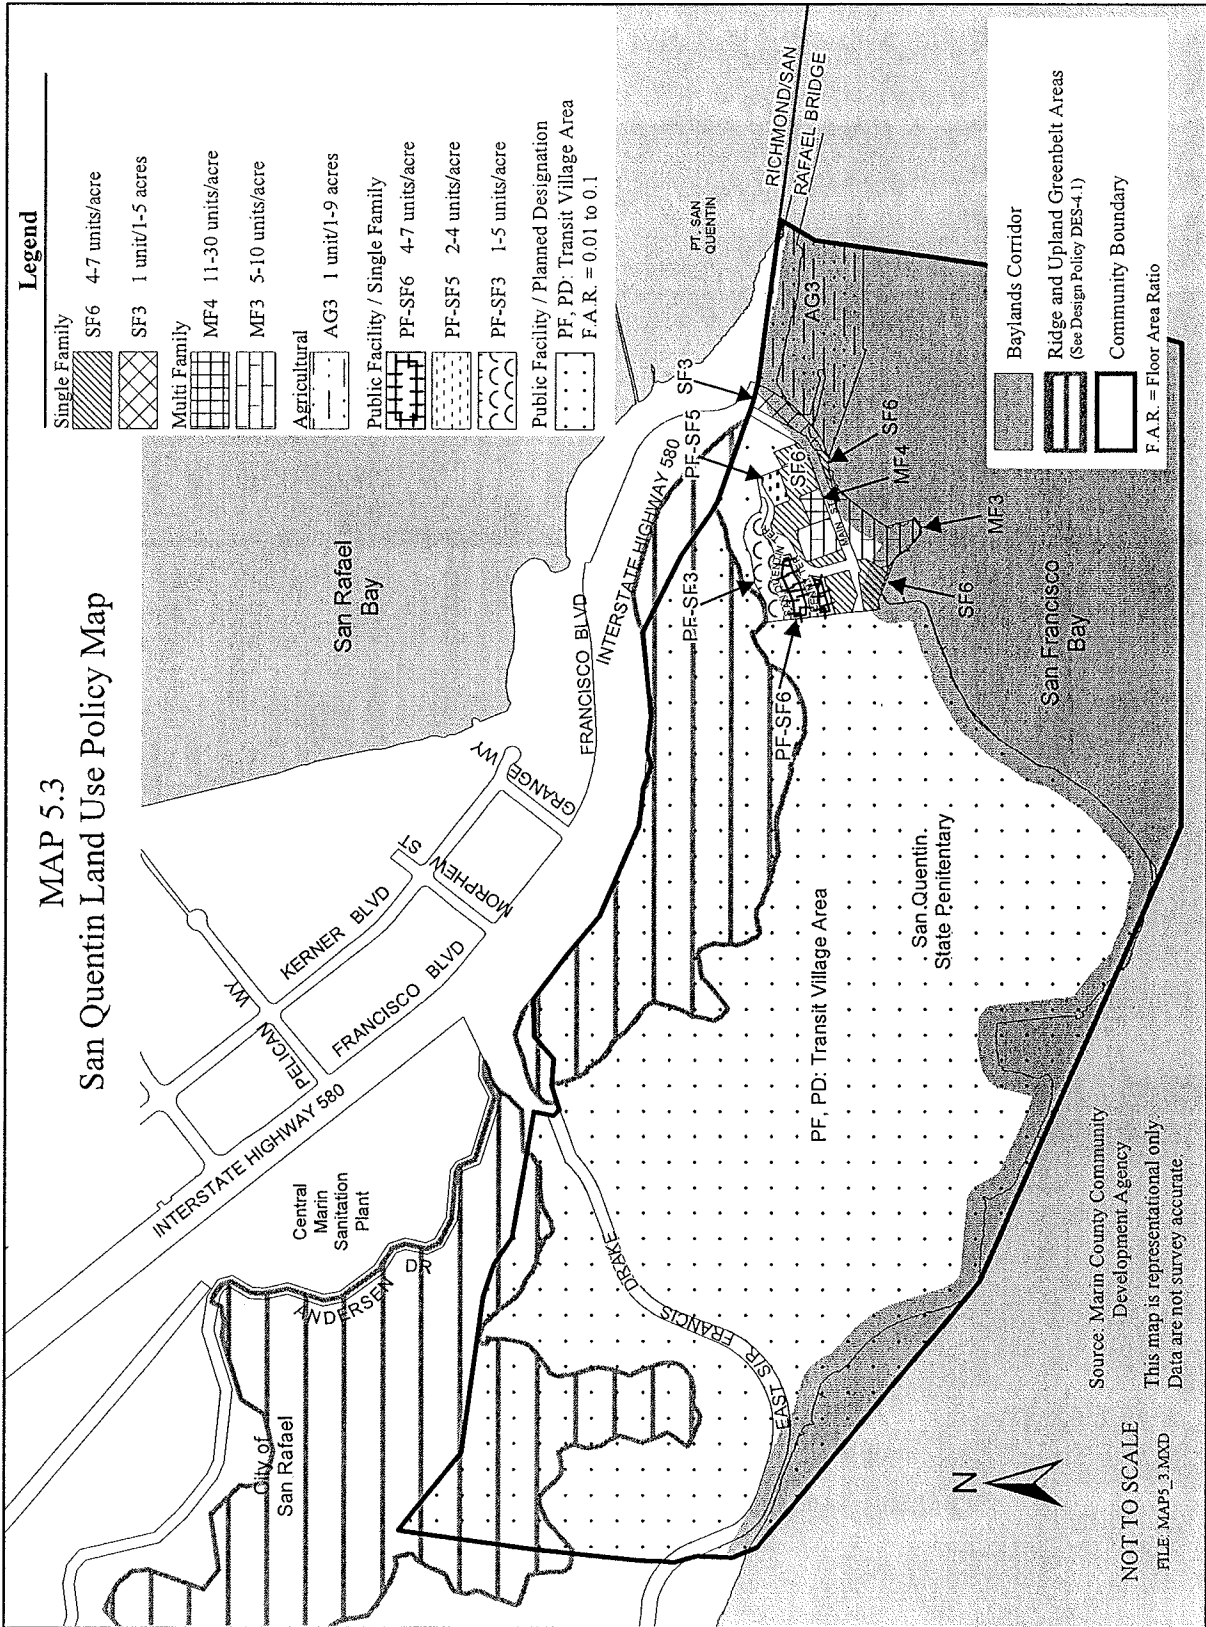 MAP 5.3
San Quentin Land Use Policy Map
Legend
Single Family
SF6 4-7 units/acre
SF3 1 unit/1-5 acres
Multi Family
MF4 11-30 units/acre
MF3 5-10 units/acre
Agricultural
AG3 1 unit/1-9 acres
Public Facility / Single Family
PF-SF6 4-7 units/acre
PF-SF5 2-4 units/acre
PF-SF3 1-5 units/acre
Public Facility / Planned Designation
PF, PD: Transit Village Area
F.A.R. = 0.01 to 0.1
San Rafael
Bay
WY
KERNER BLVD
ST
MORPHEW
GRANGE
WY
PELICAN
FRANCISCO BLVD
FRANCISCO BLVD
INTERSTATE HIGHWAY 580
INTERSTATE HIGHWAY 580
Central
Marin
Sanitation
Plant
ANDERSEN DR
City of
San Rafael
EAST SIR FRANCIS DRAKE
PT. SAN
QUENTIN
RICHMOND/SAN
RAFAEL BRIDGE
SF3
AG3
PF-SF5
PF-SF3
SF6
SF6
MF4
MAIN ST
MF3
SF6
PF-SF6
San Quentin
State Penitentary
PF, PD: Transit Village Area
San Francisco
Bay
Baylands Corridor
Ridge and Upland Greenbelt Areas
(See Design Policy DES-4.1)
Community Boundary
F.A.R. = Floor Area Ratio
N
NOT TO SCALE
FILE: MAP5_3.MXD
Source: Marin County Community
Development Agency
This map is representational only.
Data are not survey accurate.